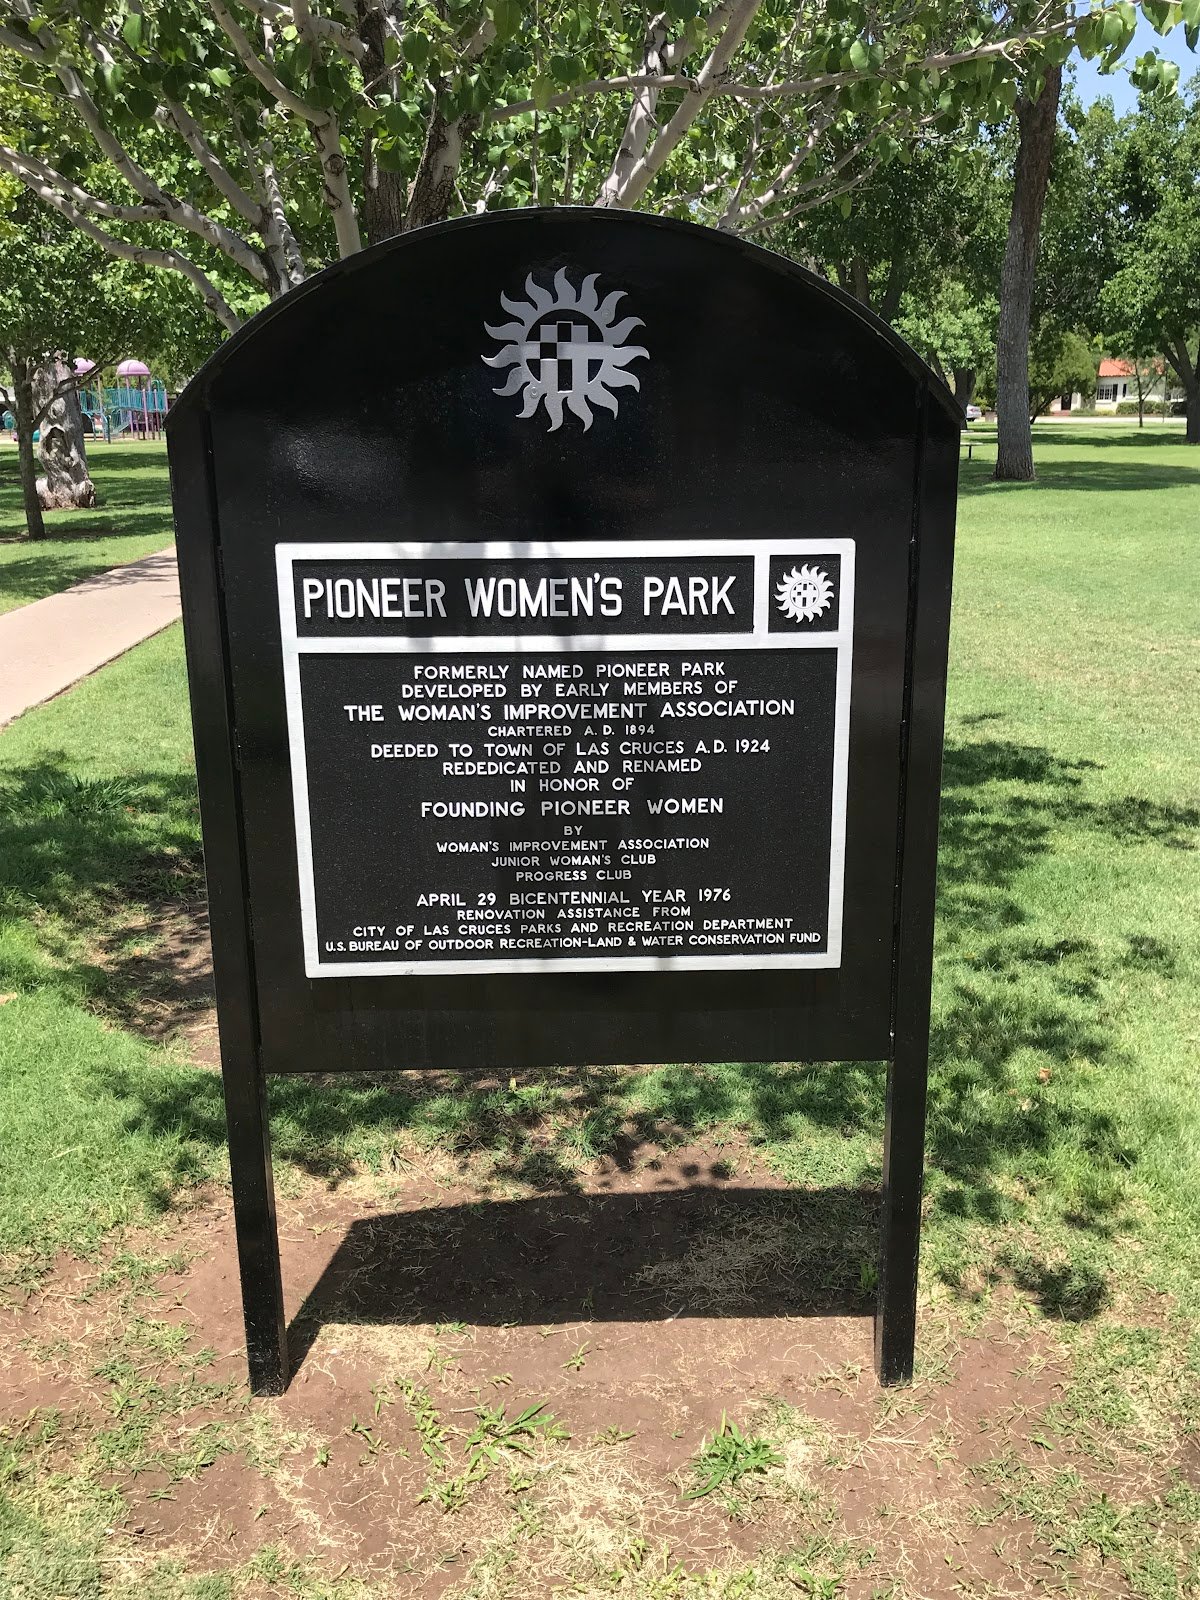 PIONEER WOMEN'S PARK
FORMERLY NAMED PIONEER PARK
DEVELOPED BY EARLY MEMBERS OF
THE WOMAN'S IMPROVEMENT ASSOCIATION
CHARTERED A.D. 1894
DEEDED TO TOWN OF LAS CRUCES A.D. 1924
REDEDICATED AND RENAMED
IN HONOR OF
FOUNDING PIONEER WOMEN
BY
WOMAN'S IMPROVEMENT ASSOCIATION
JUNIOR WOMAN'S CLUB
PROGRESS CLUB
APRIL 29 BICENTENNIAL YEAR 1976
RENOVATION ASSISTANCE FROM
CITY OF LAS CRUCES PARKS AND RECREATION DEPARTMENT
U.S. BUREAU OF OUTDOOR RECREATION-LAND & WATER CONSERVATION FUND